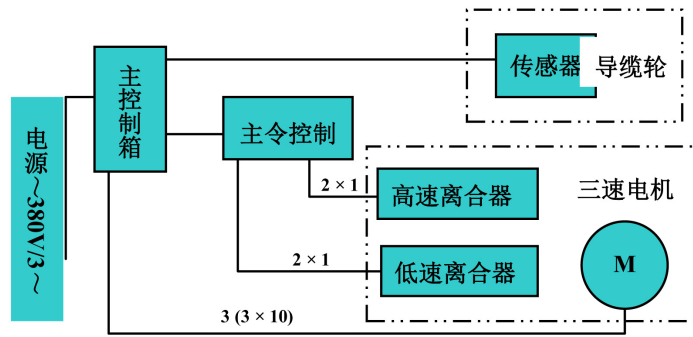 传感器
导缆轮
主控制箱
电源～380V/3～
主令控制
2 × 1
高速离合器
三速电机
2 × 1
低速离合器
M
3 (3 × 10)